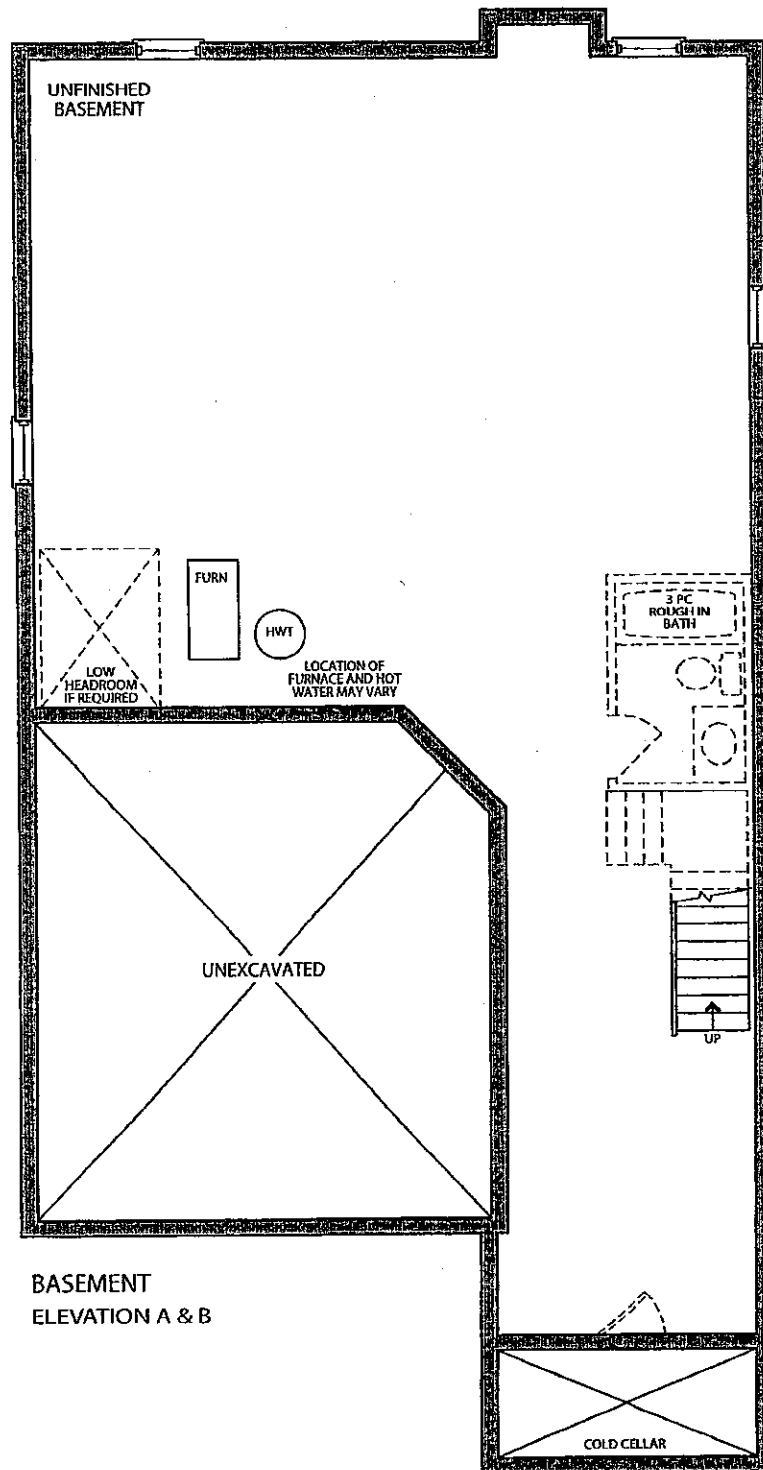 UNFINISHED
BASEMENT
FURN
HWT
3 PC
ROUGH IN
BATH
LOW
HEADROOM
IF REQUIRED
LOCATION OF
FURNACE AND HOT
WATER MAY VARY
UNEXCAVATED
UP
BASEMENT
ELEVATION A & B
COLD CELLAR